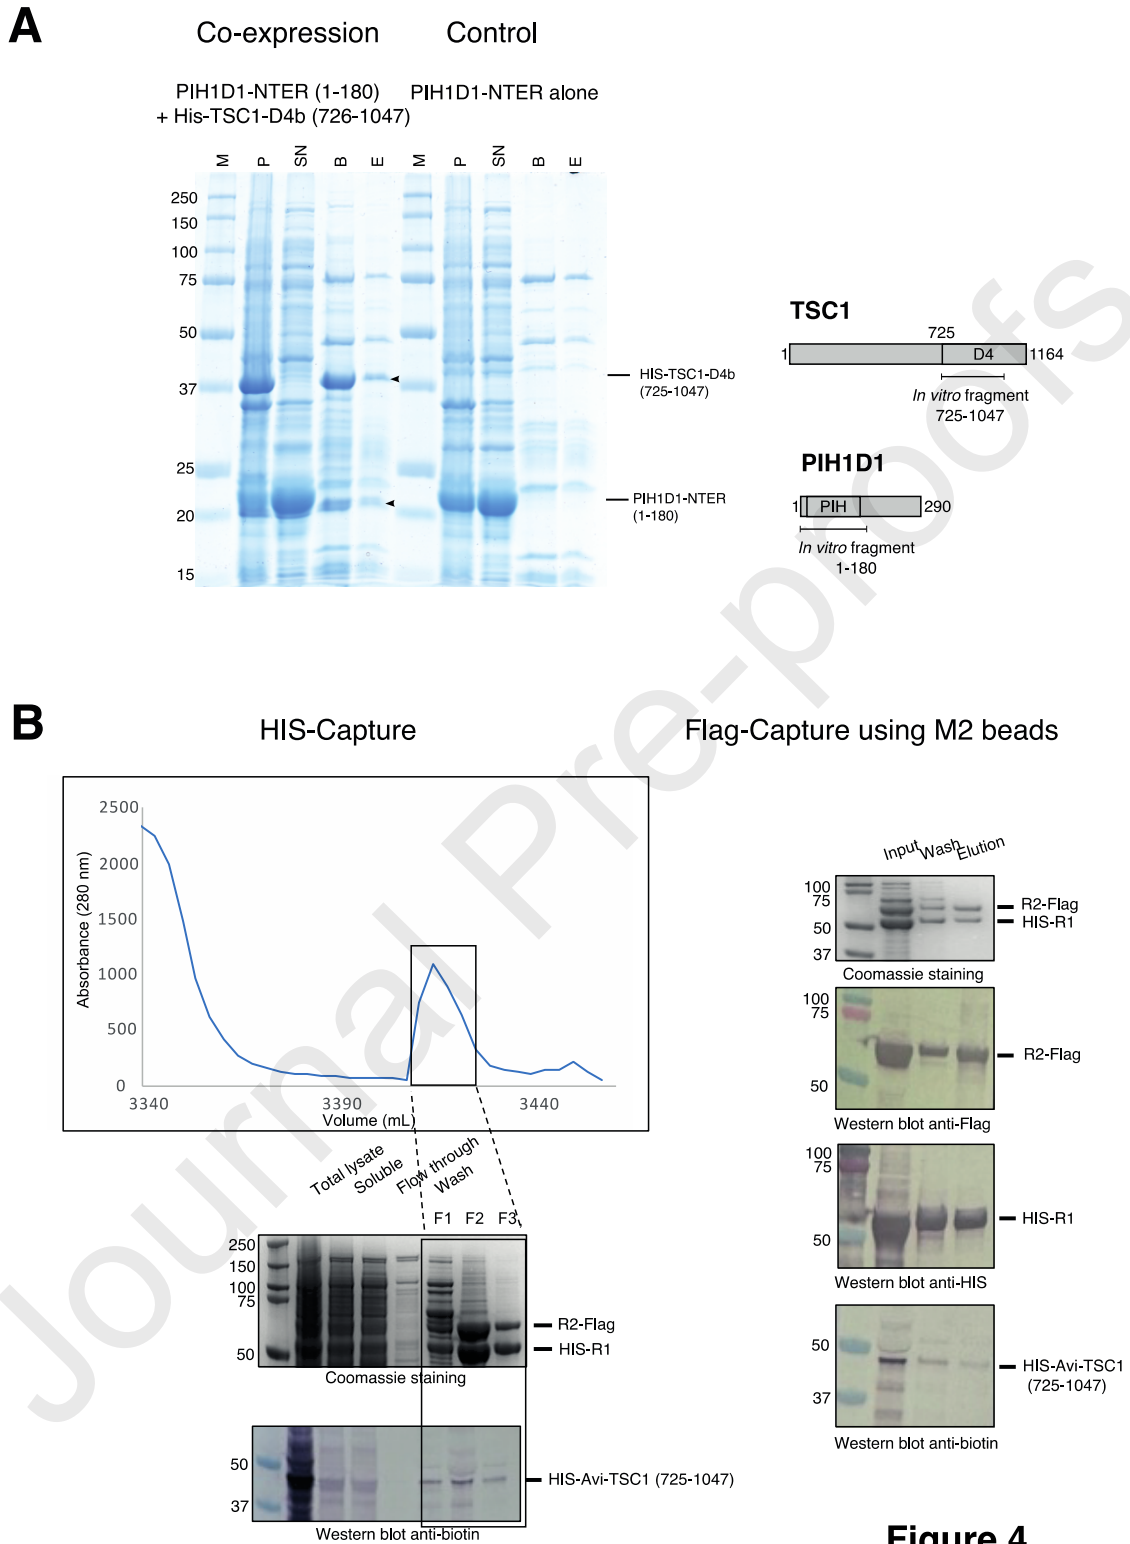 A
Co-expression
Control
PIH1D1-NTER (1-180)
+ His-TSC1-D4b (726-1047)
PIH1D1-NTER alone
M P SN B E M P SN B E
250
150
100
75
50
37
25
20
15
HIS-TSC1-D4b
(725-1047)
PIH1D1-NTER
(1-180)
TSC1
725
1 D4 1164
In vitro fragment
725-1047
PIH1D1
1 PIH 290
In vitro fragment
1-180
B
HIS-Capture
Absorbance (280 nm)
2500
2000
1500
1000
500
0
3340 3390 3440
Volume (mL)
Total lysate
Soluble
Flow through
Wash
F1 F2 F3
250
150
100
75
50
R2-Flag
HIS-R1
Coomassie staining
50
37
HIS-Avi-TSC1 (725-1047)
Western blot anti-biotin
Flag-Capture using M2 beads
Input Wash Elution
100
75
50
37
R2-Flag
HIS-R1
Coomassie staining
100
75
50
R2-Flag
Western blot anti-Flag
100
75
50
HIS-R1
Western blot anti-HIS
50
37
HIS-Avi-TSC1
(725-1047)
Western blot anti-biotin
Figure 4
Journal Pre-proofs